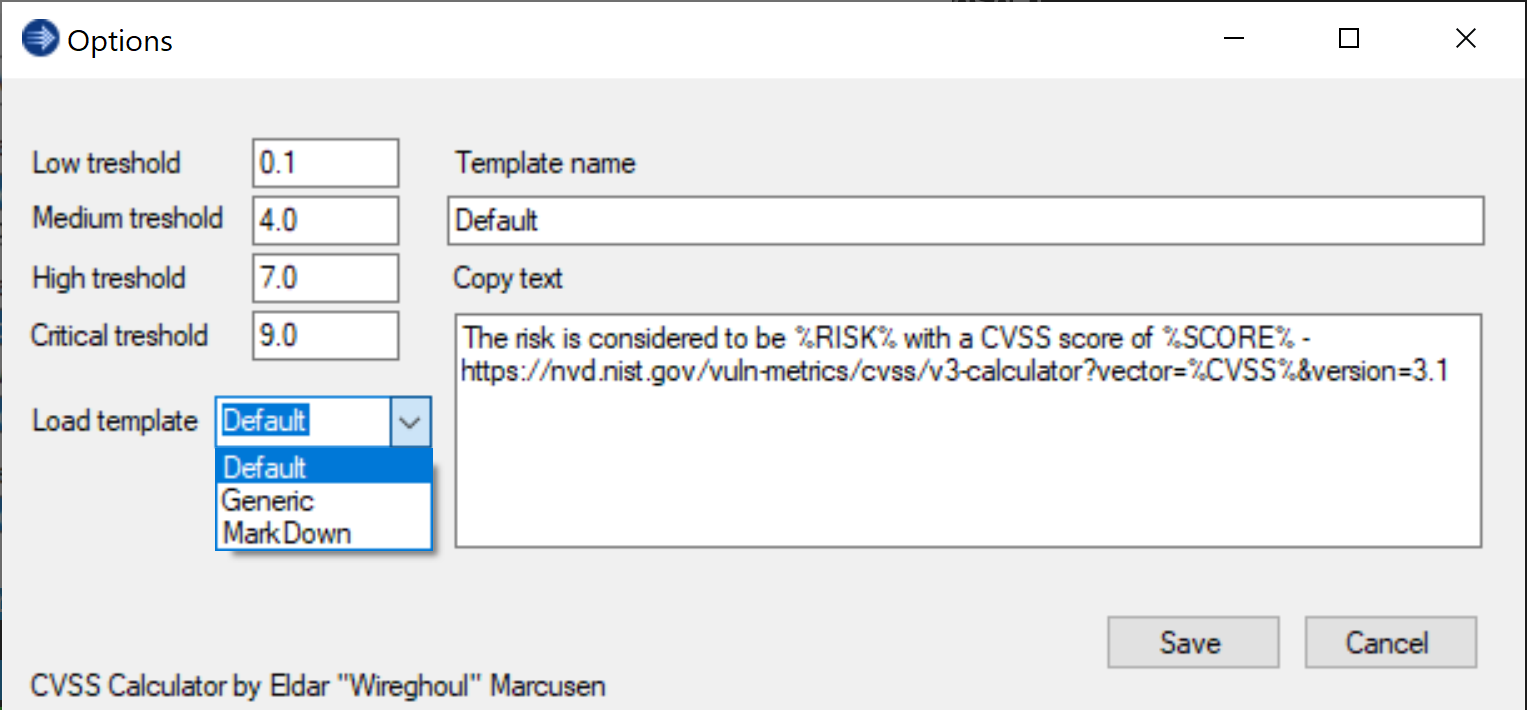 Options
Low treshold
0.1
Medium treshold
4.0
High treshold
7.0
Critical treshold
9.0
Template name
Default
Copy text
The risk is considered to be %RISK% with a CVSS score of %SCORE% -
https://nvd.nist.gov/vuln-metrics/cvss/v3-calculator?vector=%CVSS%&version=3.1
Load template
Default
Default
Generic
MarkDown
Save
Cancel
CVSS Calculator by Eldar "Wireghoul" Marcusen